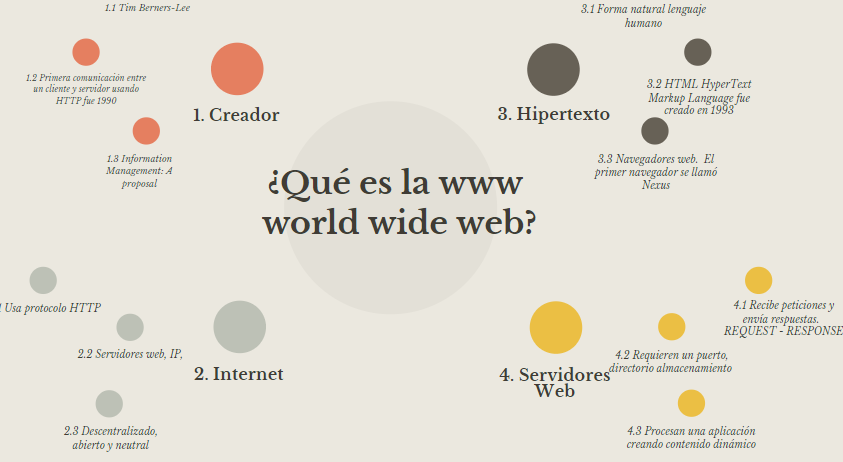 1.1 Tim Berners-Lee
1.2 Primera comunicación entre
un cliente y servidor usando
HTTP fue 1990
1. Creador
1.3 Information
Management: A
proposal
3.1 Forma natural lenguaje
humano
3. Hipertexto
3.2 HTML HyperText
Markup Language fue
creado en 1993
3.3 Navegadores web. El
primer navegador se llamó
Nexus
¿Qué es la www
world wide web?
1 Usa protocolo HTTP
2.2 Servidores web, IP,
2. Internet
2.3 Descentralizado,
abierto y neutral
4.1 Recibe peticiones y
envia respuestas.
REQUEST - RESPONSE
4.2 Requieren un puerto,
directorio almacenamiento
4. Servidores
Web
4.3 Procesan una aplicación
creando contenido dinámico